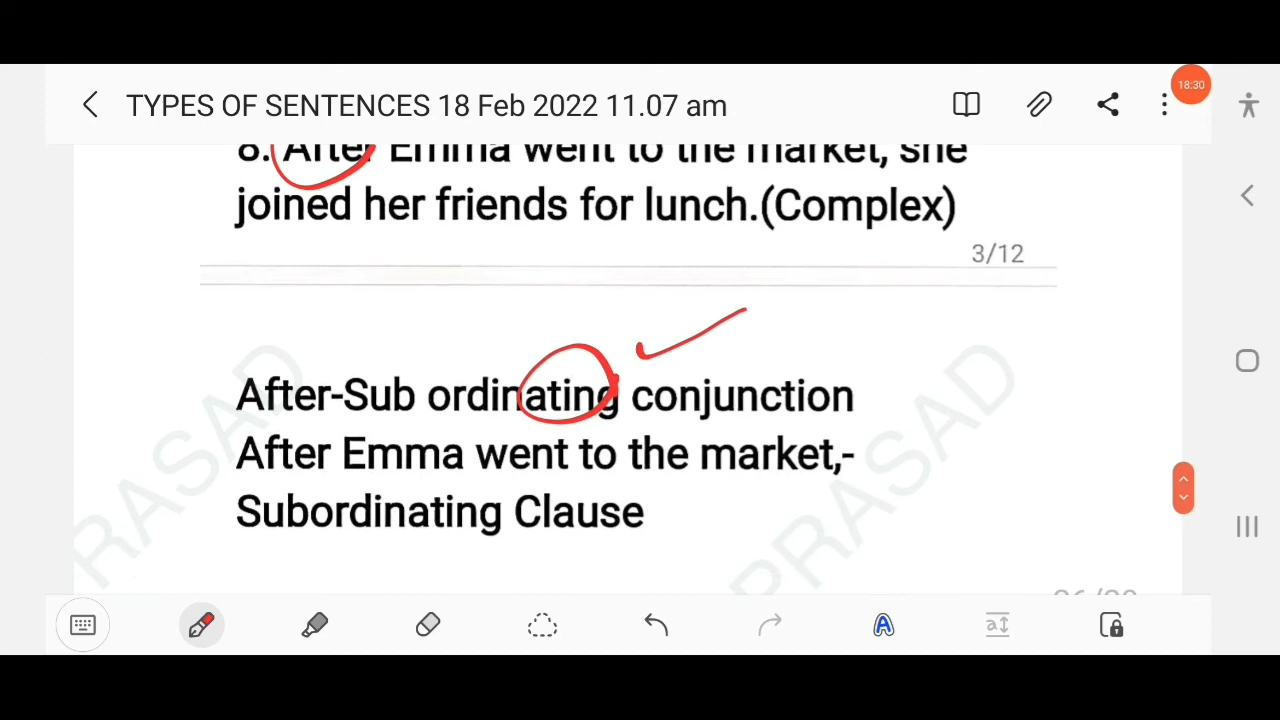 18:30
TYPES OF SENTENCES 18 Feb 2022 11.07 am
8. After Emma went to the market, she
joined her friends for lunch.(Complex)
3/12
After-Sub ordinating conjunction
After Emma went to the market,-
Subordinating Clause
PRASAD
PRASAD